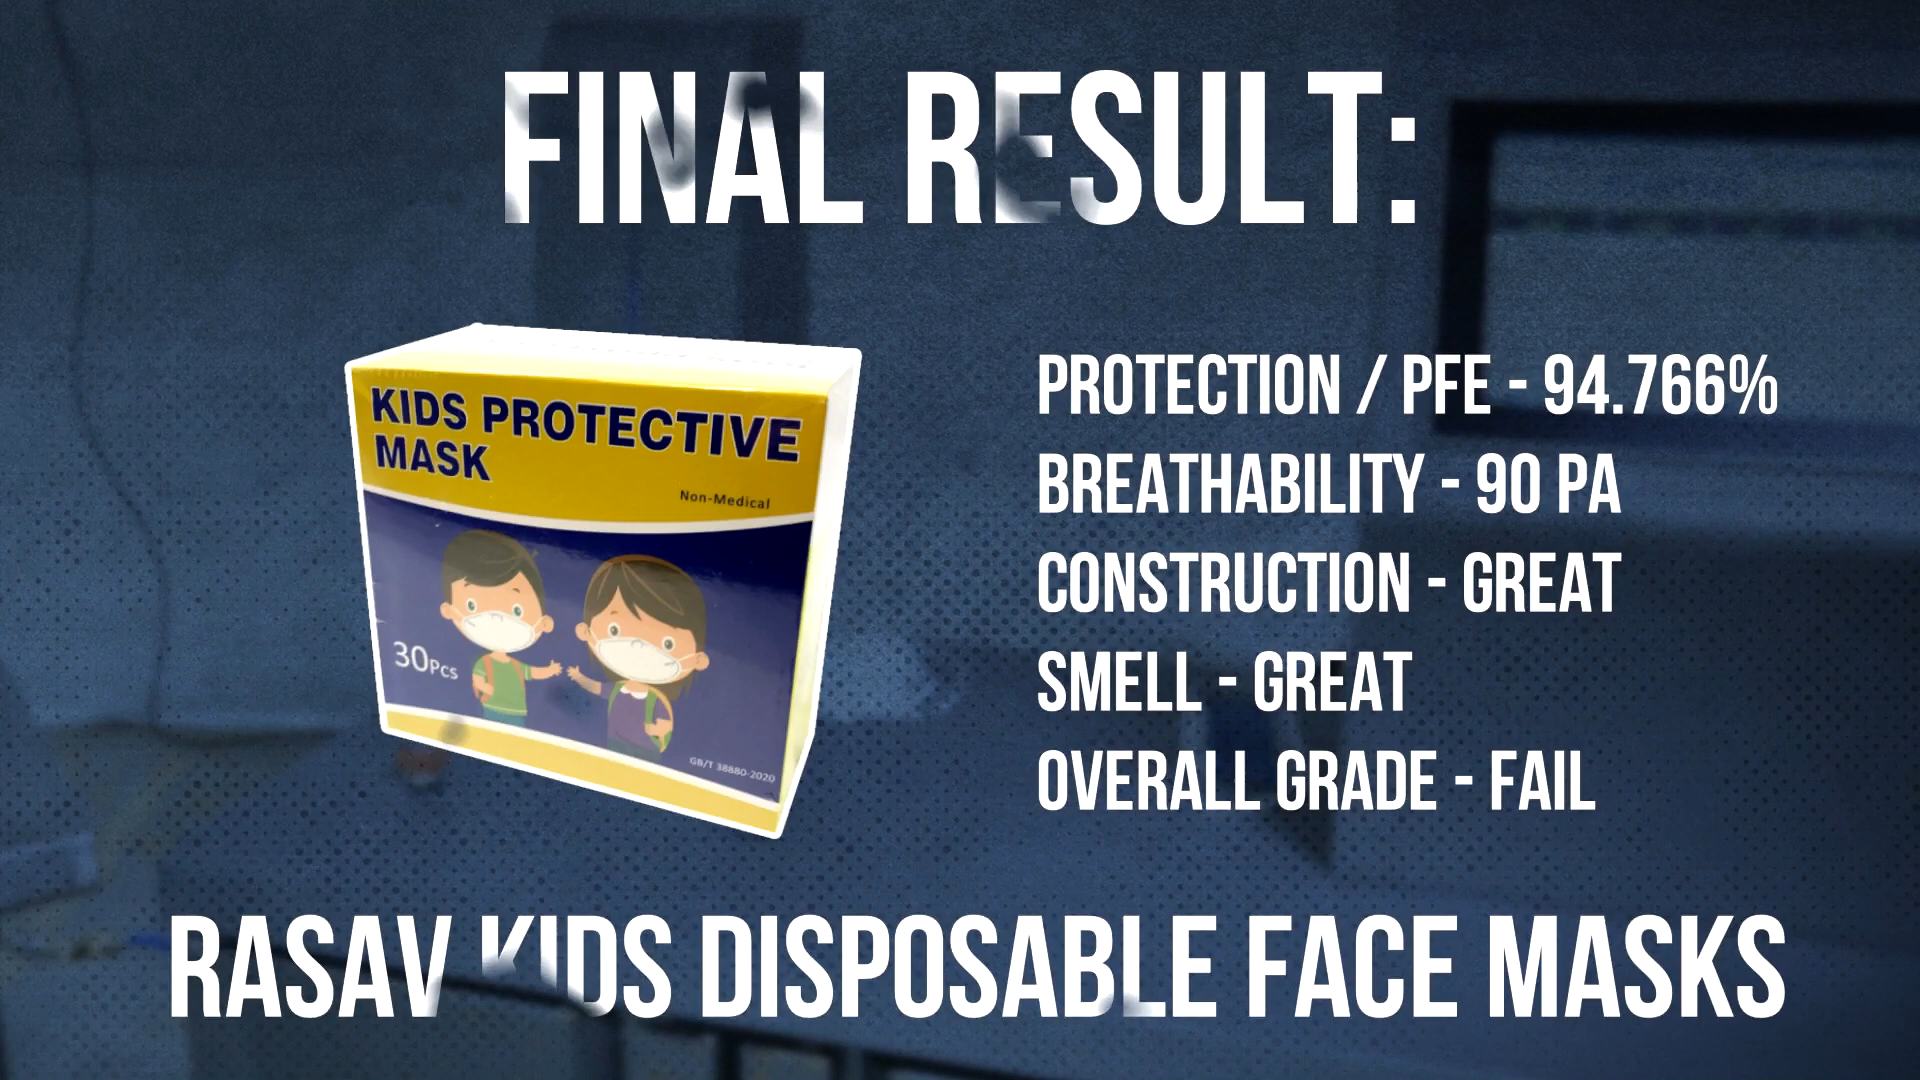 FINAL RESULT:
KIDS PROTECTIVE
MASK
Non-Medical
30Pcs
GB/T 38880-2020
PROTECTION / PFE - 94.766%
BREATHABILITY - 90 PA
CONSTRUCTION - GREAT
SMELL - GREAT
OVERALL GRADE - FAIL
RASAV KIDS DISPOSABLE FACE MASKS